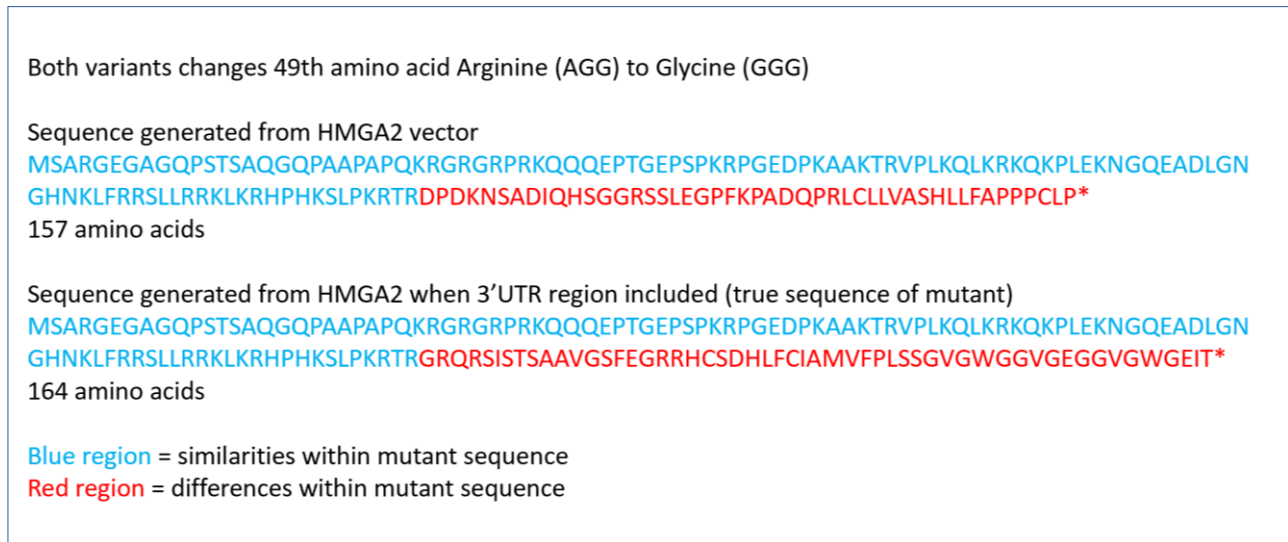 Both variants changes 49th amino acid Arginine (AGG) to Glycine (GGG)
Sequence generated from HMGA2 vector
MSARGEGAGQPSTSAQGQPAAPAPQKRGRGRPRKQQQEPTGEPSPKRPGEDPKAAKTRVPLKQLKRKQKPLEKNGQEADLGN
GHNKLFRRSLLRRKLKRHPHKSLPKRTRDPDKNSADIQHSGGRSSLEGPFKPADQPRLCLLVASHLLFAPPPCLP*
157 amino acids
Sequence generated from HMGA2 when 3'UTR region included (true sequence of mutant)
MSARGEGAGQPSTSAQGQPAAPAPQKRGRGRPRKQQQEPTGEPSPKRPGEDPKAAKTRVPLKQLKRKQKPLEKNGQEADLGN
GHNKLFRRSLLRRKLKRHPHKSLPKRTRGRQRSISTSAAVGSFEGRRHCSDHLFCIAMVFPLSSGVGWGGVGEGGVGWGEIT*
164 amino acids
Blue region = similarities within mutant sequence
Red region = differences within mutant sequence